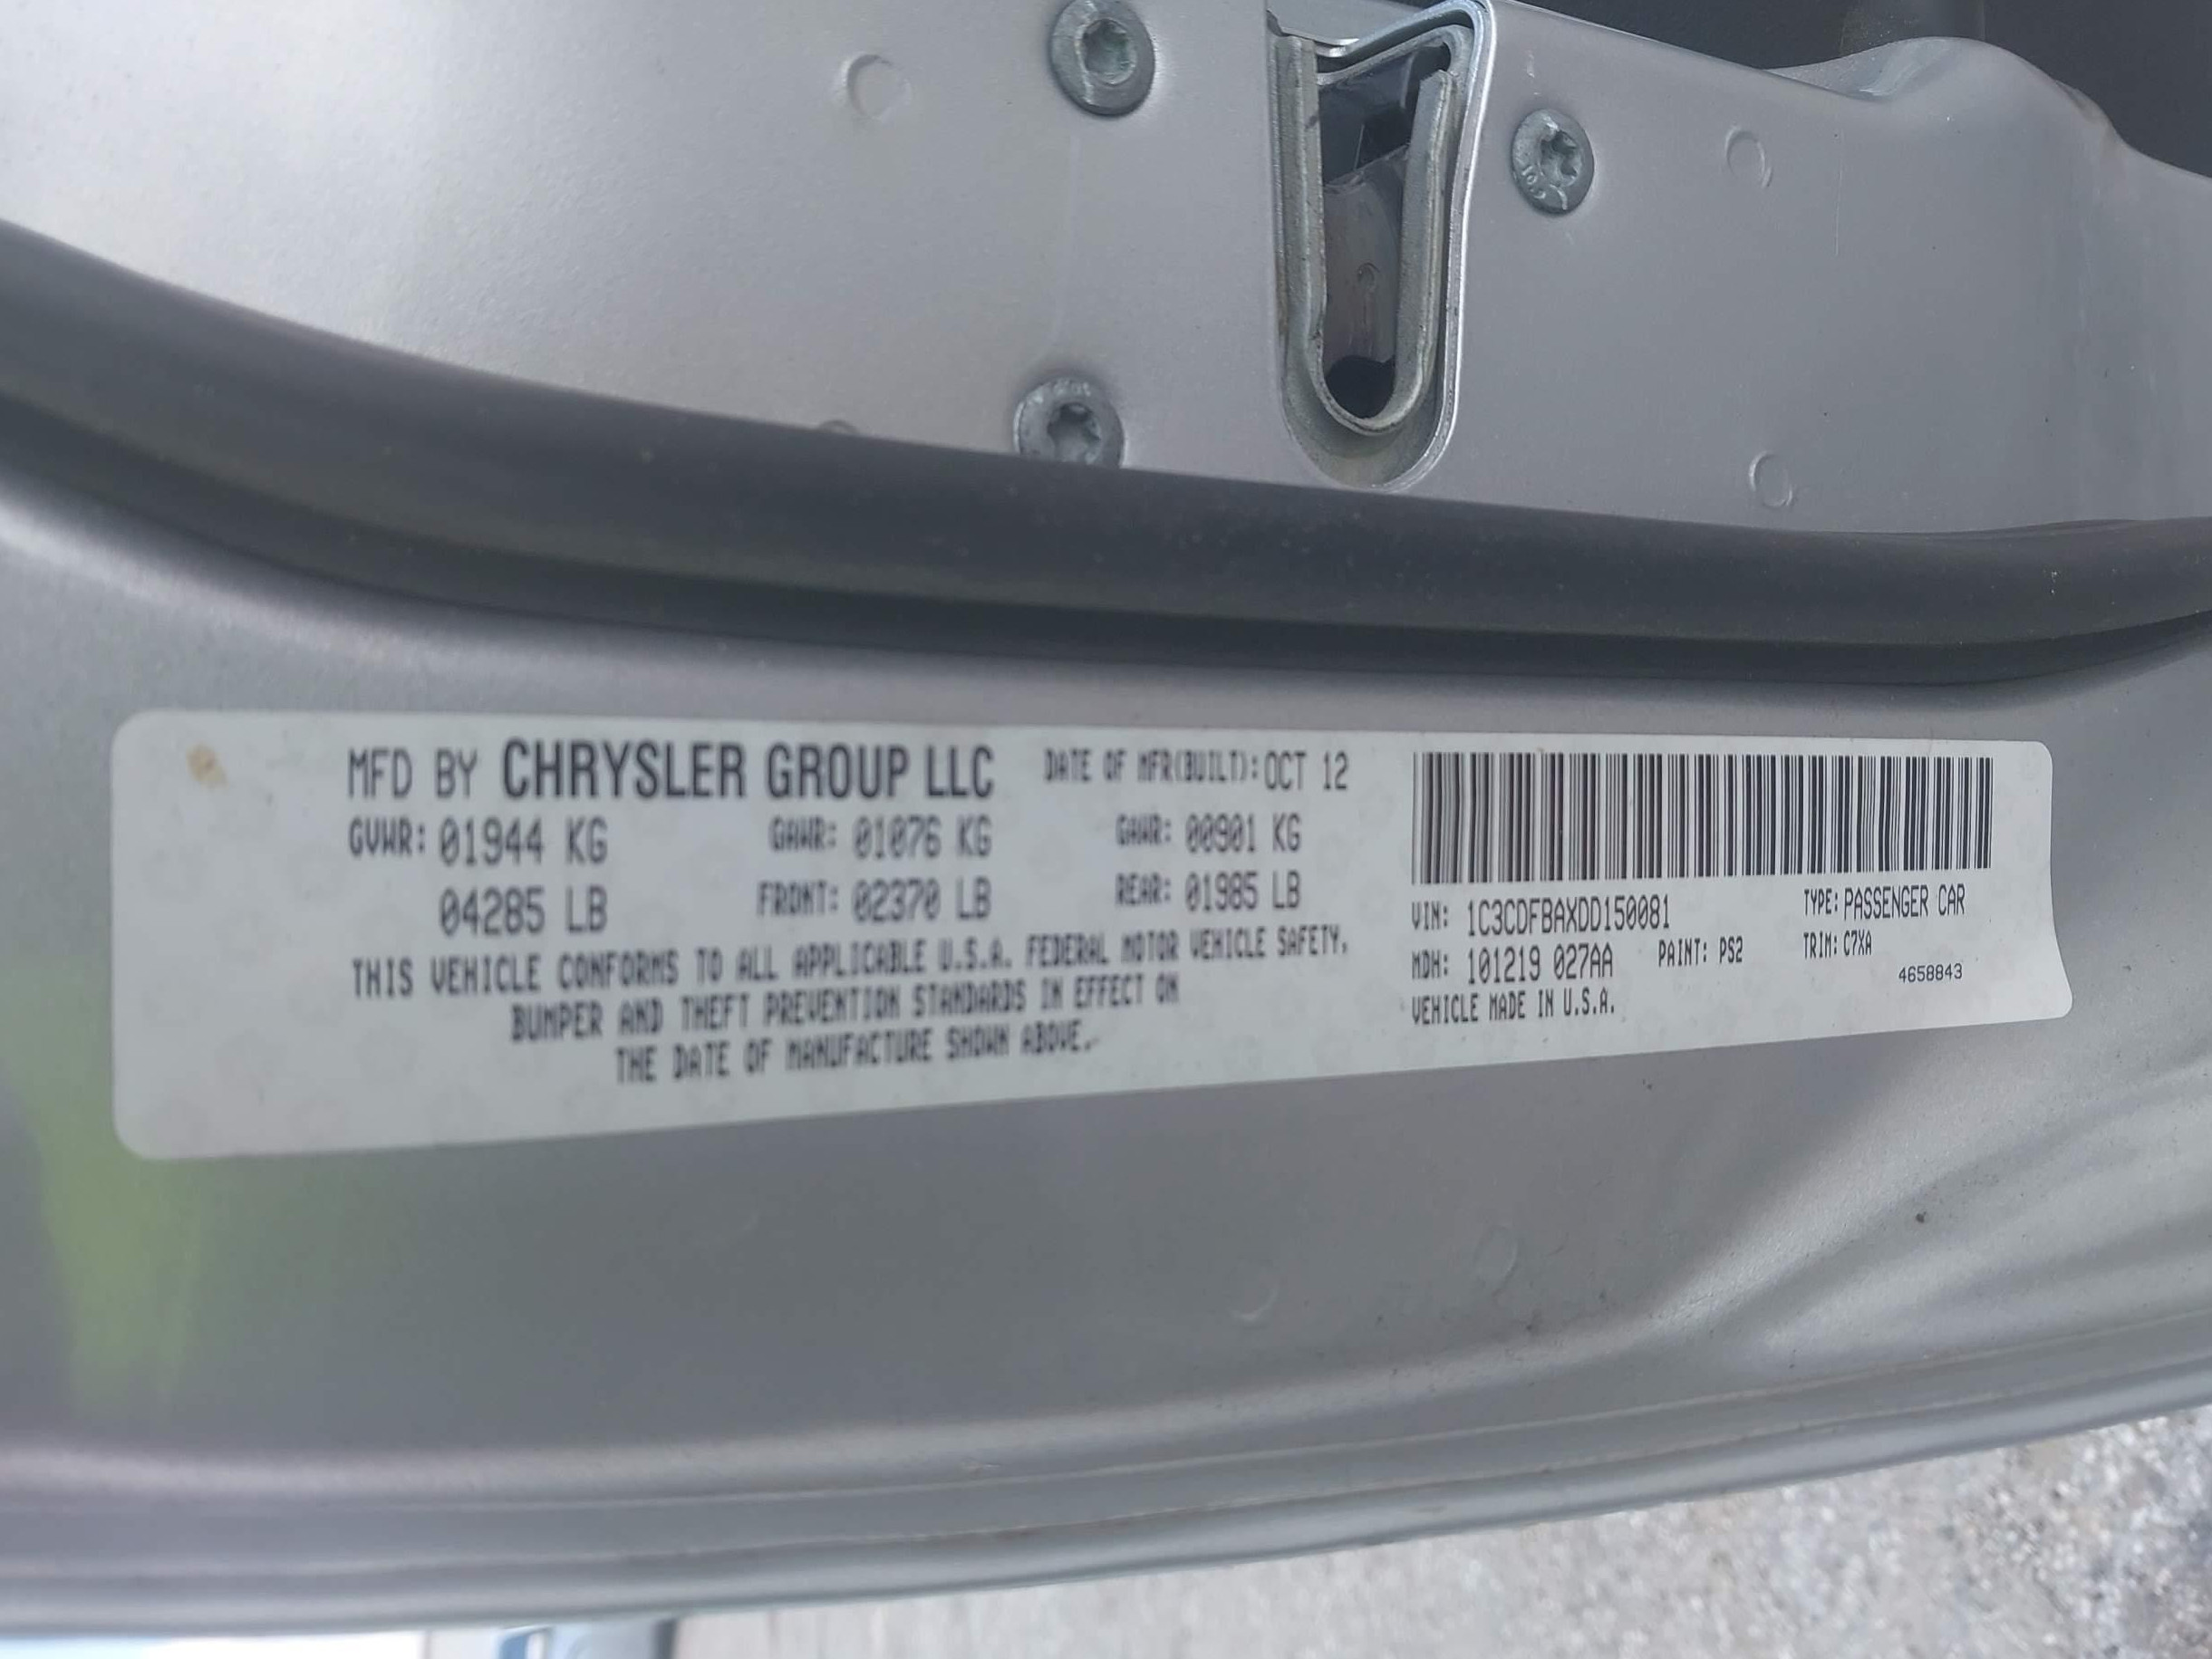 MFD BY CHRYSLER GROUP LLC DATE OF MFR(BUILT): OCT 12
GVWR: 01944 KG GAWR: 01076 KG GAWR: 00901 KG
04285 LB FRONT: 02370 LB REAR: 01985 LB
THIS VEHICLE CONFORMS TO ALL APPLICABLE U.S.A. FEDERAL MOTOR VEHICLE SAFETY,
BUMPER AND THEFT PREVENTION STANDARDS IN EFFECT ON
THE DATE OF MANUFACTURE SHOWN ABOVE.
VIN: 1C3CDFBAXDD150081 TYPE: PASSENGER CAR
MDH: 101219 027AA PAINT: PS2 TRIM: C7XA
VEHICLE MADE IN U.S.A. 4658843